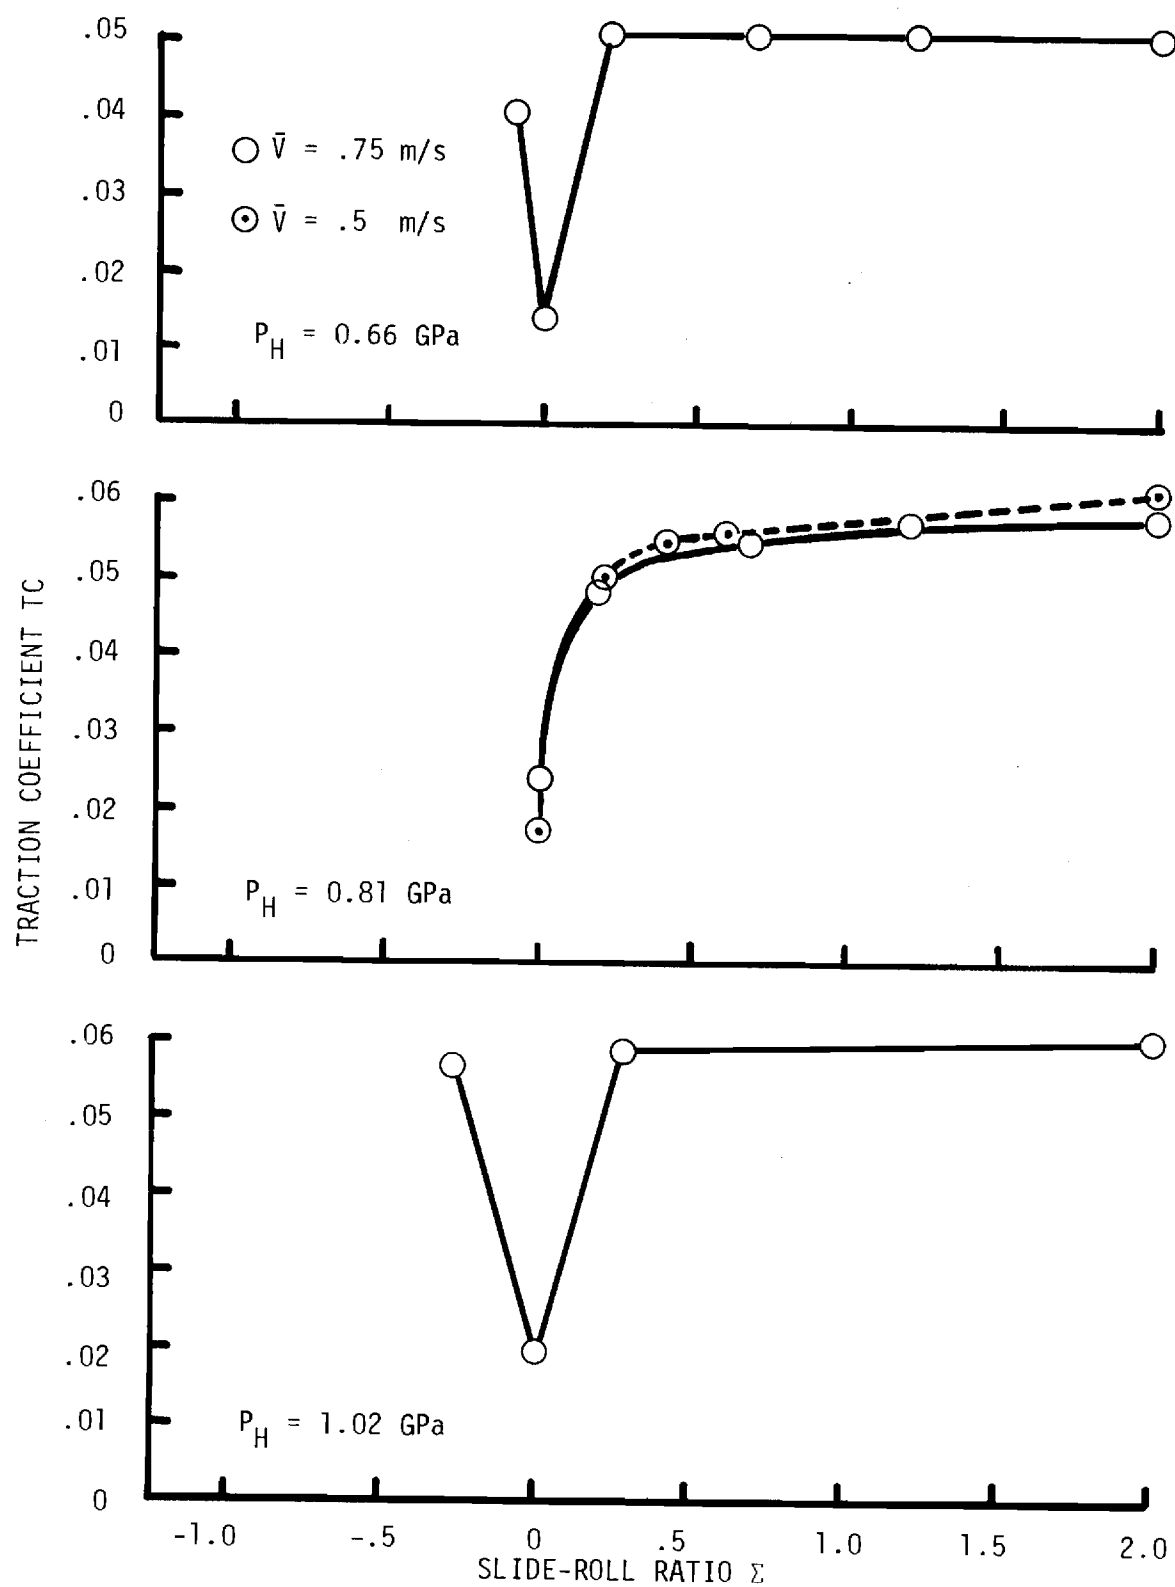 .05
.04
V̄ = .75 m/s
.03
V̄ = .5 m/s
.02
P_H = 0.66 GPa
.01
0
.06
.05
.04
.03
.02
.01
P_H = 0.81 GPa
0
TRACTION COEFFICIENT TC
.06
.05
.04
.03
.02
.01
P_H = 1.02 GPa
0
-1.0 -.5 0 .5 1.0 1.5 2.0
SLIDE-ROLL RATIO Σ